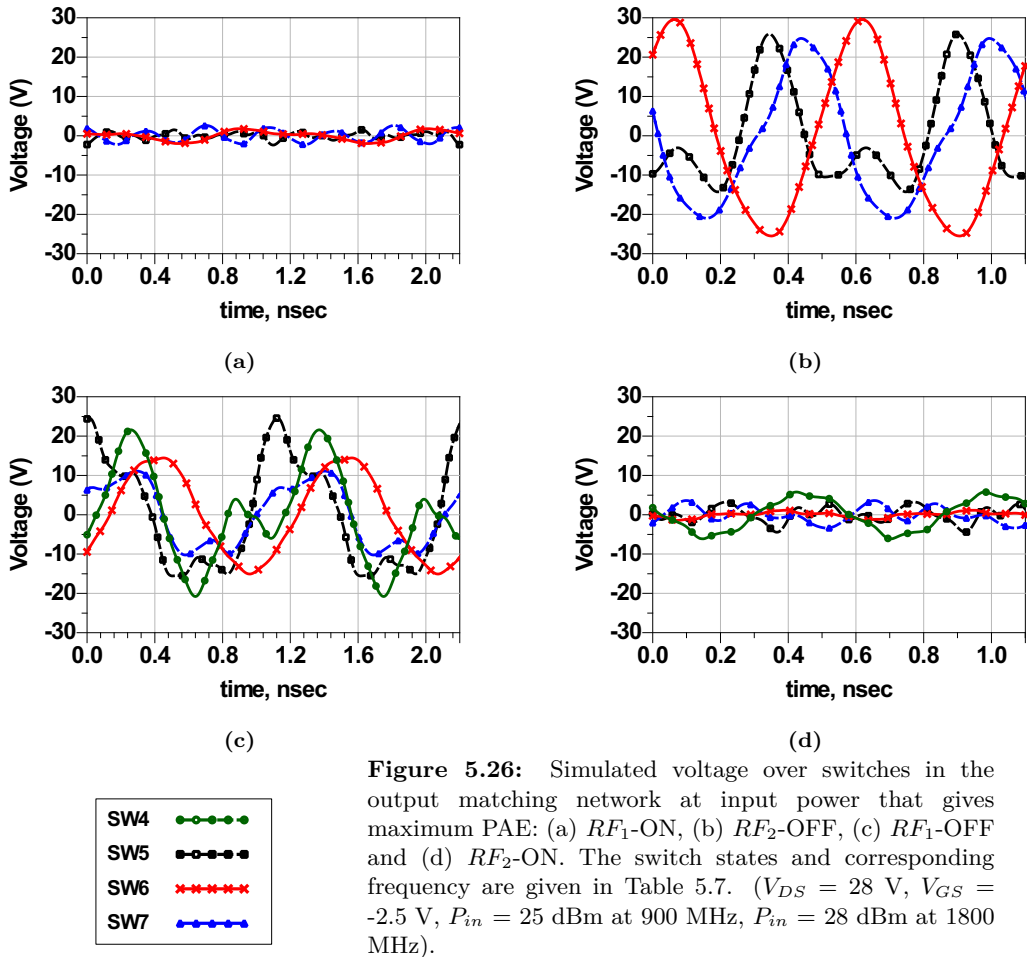 30
20
10
0
-10
-20
-30
Voltage (V)
0.0 0.4 0.8 1.2 1.6 2.0
time, nsec
(a)
30
20
10
0
-10
-20
-30
Voltage (V)
0.0 0.2 0.4 0.6 0.8 1.0
time, nsec
(b)
30
20
10
0
-10
-20
-30
Voltage (V)
0.0 0.4 0.8 1.2 1.6 2.0
time, nsec
(c)
30
20
10
0
-10
-20
-30
Voltage (V)
0.0 0.2 0.4 0.6 0.8 1.0
time, nsec
(d)
SW4
SW5
SW6
SW7
Figure 5.26: Simulated voltage over switches in the
output matching network at input power that gives
maximum PAE: (a) RF₁-ON, (b) RF₂-OFF, (c) RF₁-OFF
and (d) RF₂-ON. The switch states and corresponding
frequency are given in Table 5.7. (V_DS = 28 V, V_GS =
-2.5 V, P_in = 25 dBm at 900 MHz, P_in = 28 dBm at 1800
MHz).